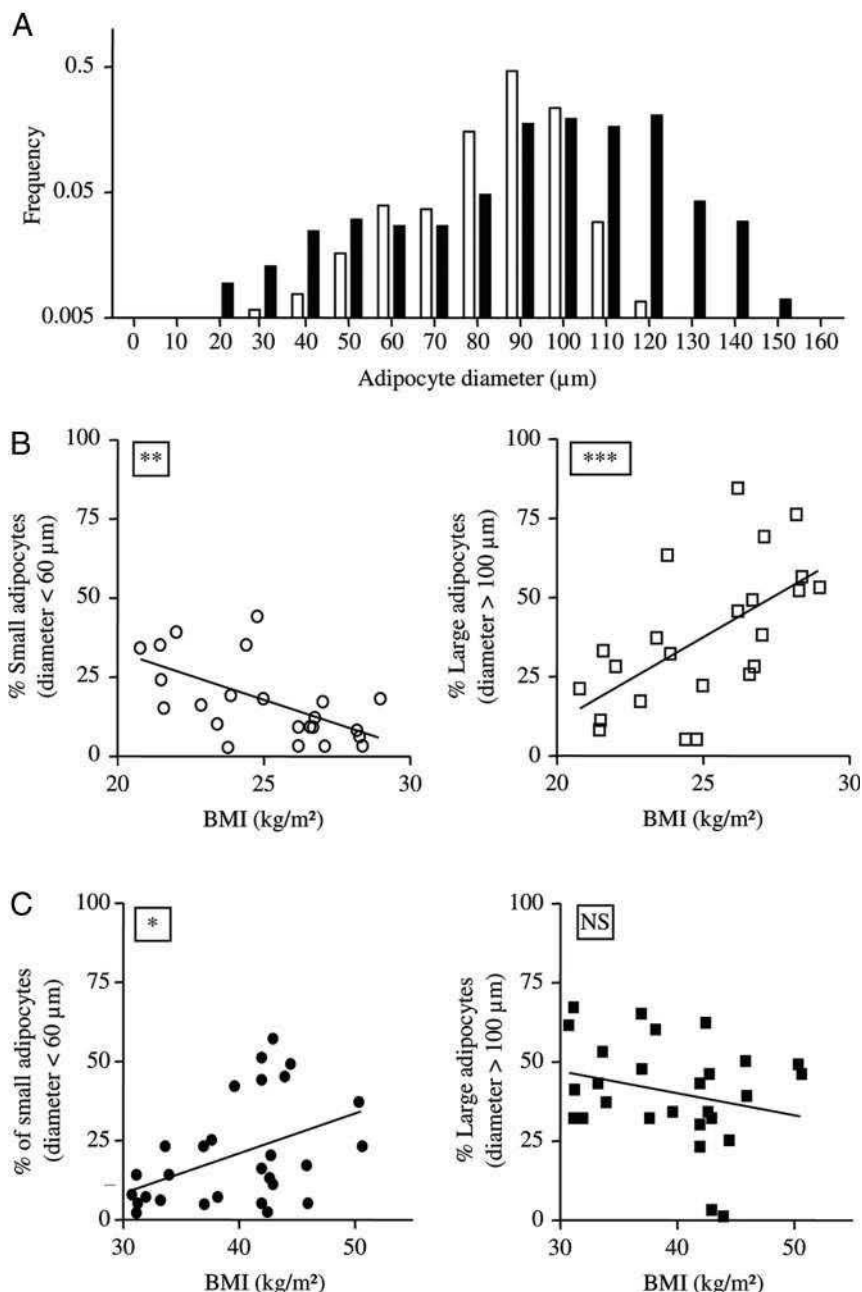 A
0.5
0.05
0.005
Frequency
0 10 20 30 40 50 60 70 80 90 100 110 120 130 140 150 160
Adipocyte diameter (µm)
B
100
75
50
25
0
% Small adipocytes
(diameter < 60 µm)
**
20 25 30
BMI (kg/m²)
100
75
50
25
0
% Large adipocytes
(diameter > 100 µm)
***
20 25 30
BMI (kg/m²)
C
100
75
50
25
0
% of small adipocytes
(diameter < 60 µm)
*
30 40 50
BMI (kg/m²)
100
75
50
25
0
% Large adipocytes
(diameter > 100 µm)
NS
30 40 50
BMI (kg/m²)